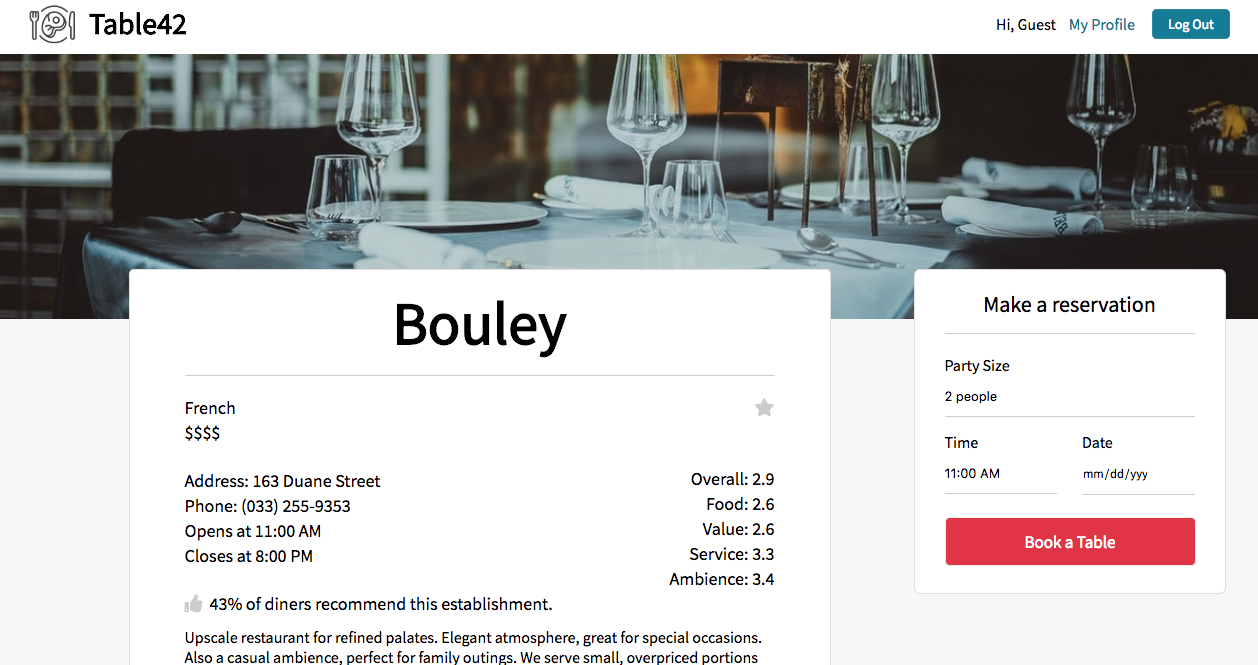 Table42
Hi, Guest My Profile Log Out
Bouley
French
$$$$
Address: 163 Duane Street
Phone: (033) 255-9353
Opens at 11:00 AM
Closes at 8:00 PM
Overall: 2.9
Food: 2.6
Value: 2.6
Service: 3.3
Ambience: 3.4
43% of diners recommend this establishment.
Upscale restaurant for refined palates. Elegant atmosphere, great for special occasions.
Also a casual ambience, perfect for family outings. We serve small, overpriced portions
Make a reservation
Party Size
2 people
Time Date
11:00 AM mm/dd/yyy
Book a Table